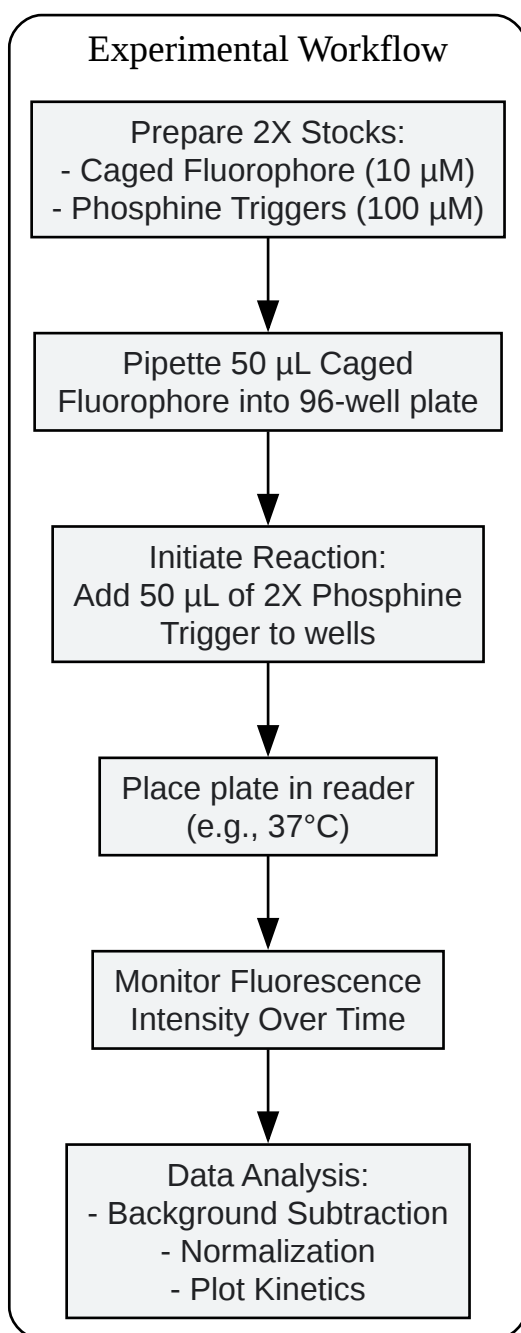 Experimental Workflow
Prepare 2X Stocks:
- Caged Fluorophore (10 µM)
- Phosphine Triggers (100 µM)
Pipette 50 µL Caged
Fluorophore into 96-well plate
Initiate Reaction:
Add 50 µL of 2X Phosphine
Trigger to wells
Place plate in reader
(e.g., 37°C)
Monitor Fluorescence
Intensity Over Time
Data Analysis:
- Background Subtraction
- Normalization
- Plot Kinetics